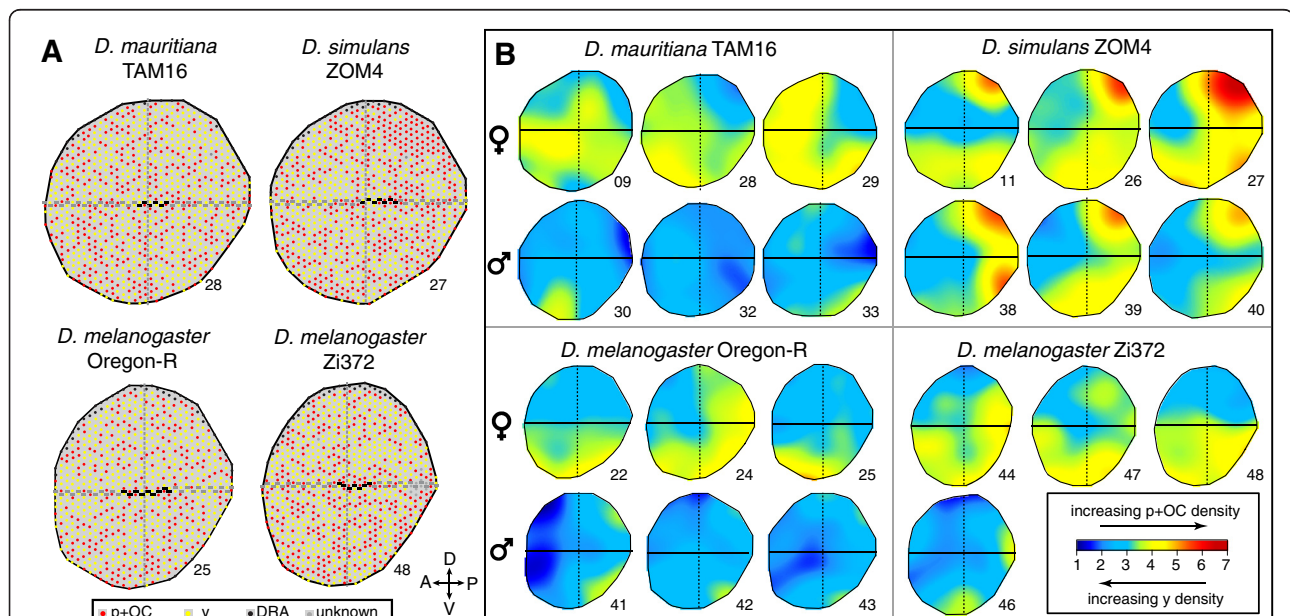 A
D. mauritiana
TAM16
D. simulans
ZOM4
28
27
D. melanogaster
Oregon-R
D. melanogaster
Zi372
25
48
D
A P
V
p+OC y DRA unknown
B
D. mauritiana TAM16
D. simulans ZOM4
♀
09 28 29
11 26 27
♂
30 32 33
38 39 40
D. melanogaster Oregon-R
D. melanogaster Zi372
♀
22 24 25
44 47 48
♂
41 42 43
46
increasing p+OC density
1 2 3 4 5 6 7
increasing y density